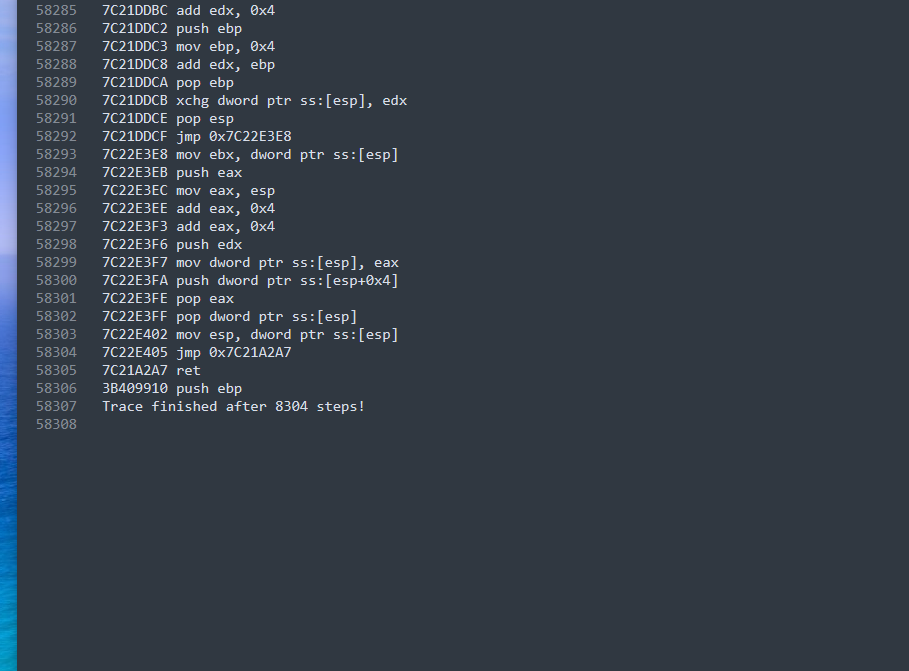 58285 7C21DDBC add edx, 0x4
58286 7C21DDC2 push ebp
58287 7C21DDC3 mov ebp, 0x4
58288 7C21DDC8 add edx, ebp
58289 7C21DDCA pop ebp
58290 7C21DDCB xchg dword ptr ss:[esp], edx
58291 7C21DDCE pop esp
58292 7C21DDCF jmp 0x7C22E3E8
58293 7C22E3E8 mov ebx, dword ptr ss:[esp]
58294 7C22E3EB push eax
58295 7C22E3EC mov eax, esp
58296 7C22E3EE add eax, 0x4
58297 7C22E3F3 add eax, 0x4
58298 7C22E3F6 push edx
58299 7C22E3F7 mov dword ptr ss:[esp], eax
58300 7C22E3FA push dword ptr ss:[esp+0x4]
58301 7C22E3FE pop eax
58302 7C22E3FF pop dword ptr ss:[esp]
58303 7C22E402 mov esp, dword ptr ss:[esp]
58304 7C22E405 jmp 0x7C21A2A7
58305 7C21A2A7 ret
58306 3B409910 push ebp
58307 Trace finished after 8304 steps!
58308